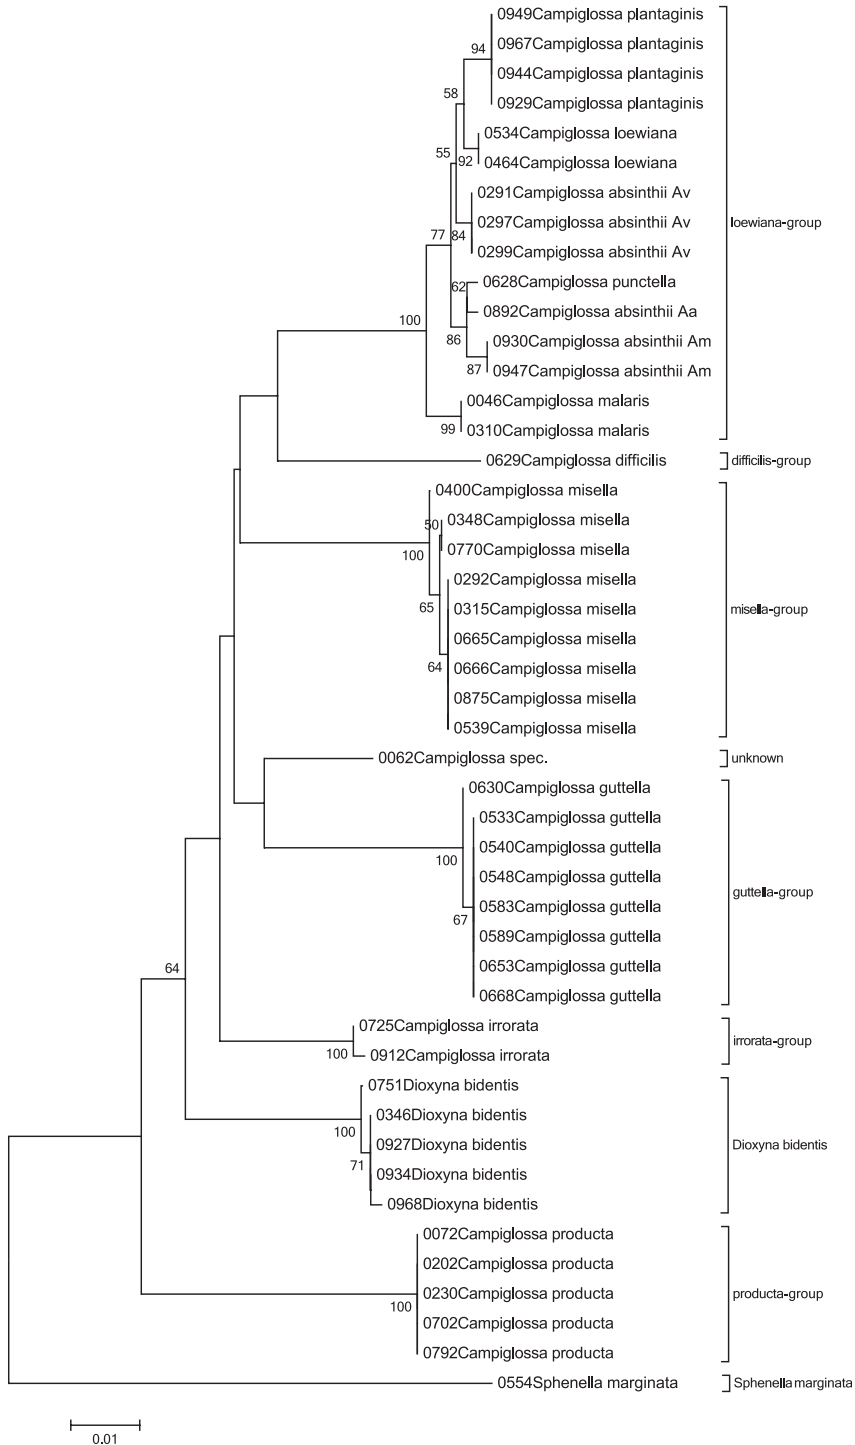 0949Campiglossa plantaginis
94
0967Campiglossa plantaginis
0944Campiglossa plantaginis
58
0929Campiglossa plantaginis
0534Campiglossa loewiana
55
92
0464Campiglossa loewiana
0291Campiglossa absinthii Av
0297Campiglossa absinthii Av
loewiana-group
77
84
0299Campiglossa absinthii Av
0628Campiglossa punctella
62
0892Campiglossa absinthii Aa
100
86
0930Campiglossa absinthii Am
87
0947Campiglossa absinthii Am
0046Campiglossa malaris
99
0310Campiglossa malaris
0629Campiglossa difficilis
difficilis-group
0400Campiglossa misella
50
0348Campiglossa misella
100
0770Campiglossa misella
0292Campiglossa misella
65
0315Campiglossa misella
misella-group
0665Campiglossa misella
64
0666Campiglossa misella
0875Campiglossa misella
0539Campiglossa misella
0062Campiglossa spec.
unknown
0630Campiglossa guttella
0533Campiglossa guttella
100
0540Campiglossa guttella
0548Campiglossa guttella
guttella-group
0583Campiglossa guttella
67
0589Campiglossa guttella
0653Campiglossa guttella
64
0668Campiglossa guttella
0725Campiglossa irrorata
irrorata-group
100
0912Campiglossa irrorata
0751Dioxyna bidentis
0346Dioxyna bidentis
100
0927Dioxyna bidentis
Dioxyna bidentis
71
0934Dioxyna bidentis
0968Dioxyna bidentis
0072Campiglossa producta
0202Campiglossa producta
0230Campiglossa producta
producta-group
100
0702Campiglossa producta
0792Campiglossa producta
0554Sphenella marginata
Sphenella marginata
0.01